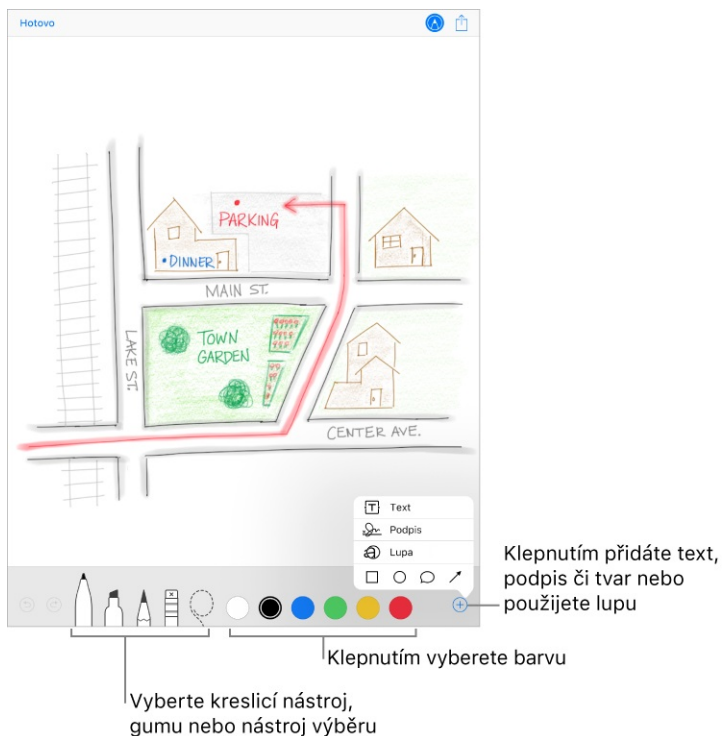 Hotovo
PARKING
•DINNER
MAIN ST.
LAKE ST.
TOWN
GARDEN
CENTER AVE.
Text
Podpis
Lupa
Klepnutím přidáte text,
podpis či tvar nebo
použijete lupu
Klepnutím vyberete barvu
Vyberte kreslicí nástroj,
gumu nebo nástroj výběru